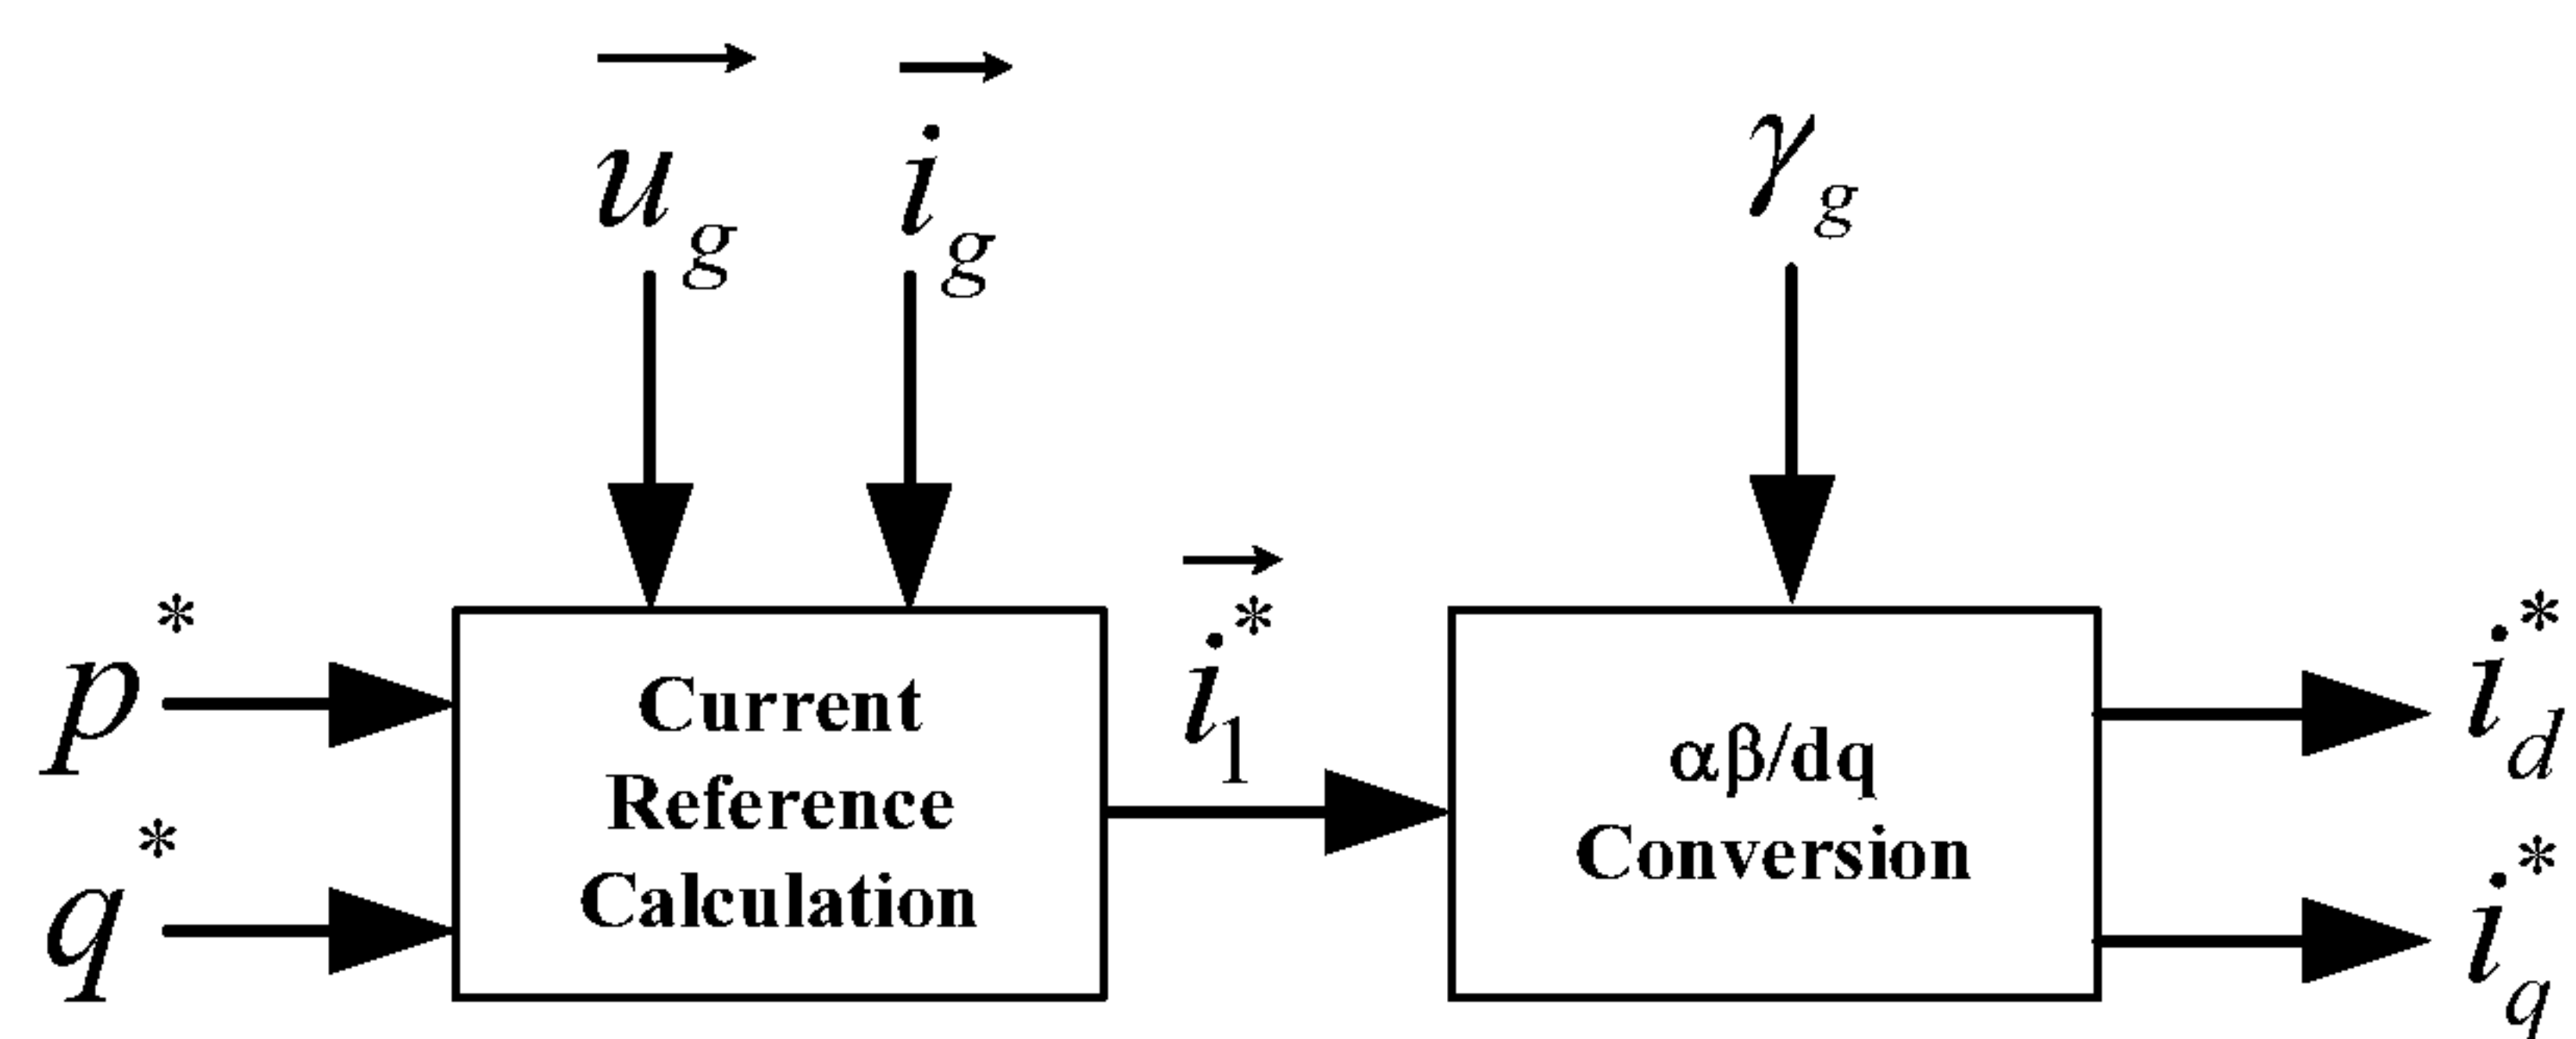 u_g
i_g
γ_g
p*
q*
Current
Reference
Calculation
i_1^*
αβ/dq
Conversion
i_d^*
i_q^*